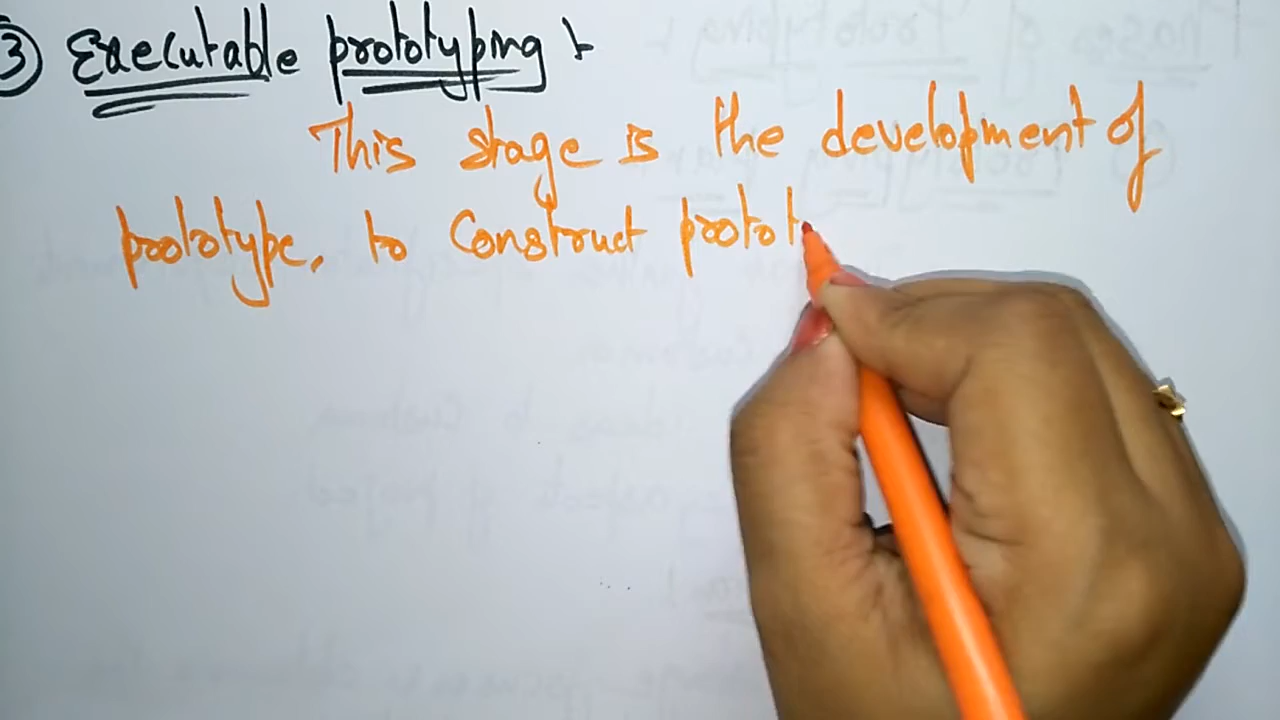 ③ Executable prototyping :-
This stage is the development of
prototype, to Construct protot